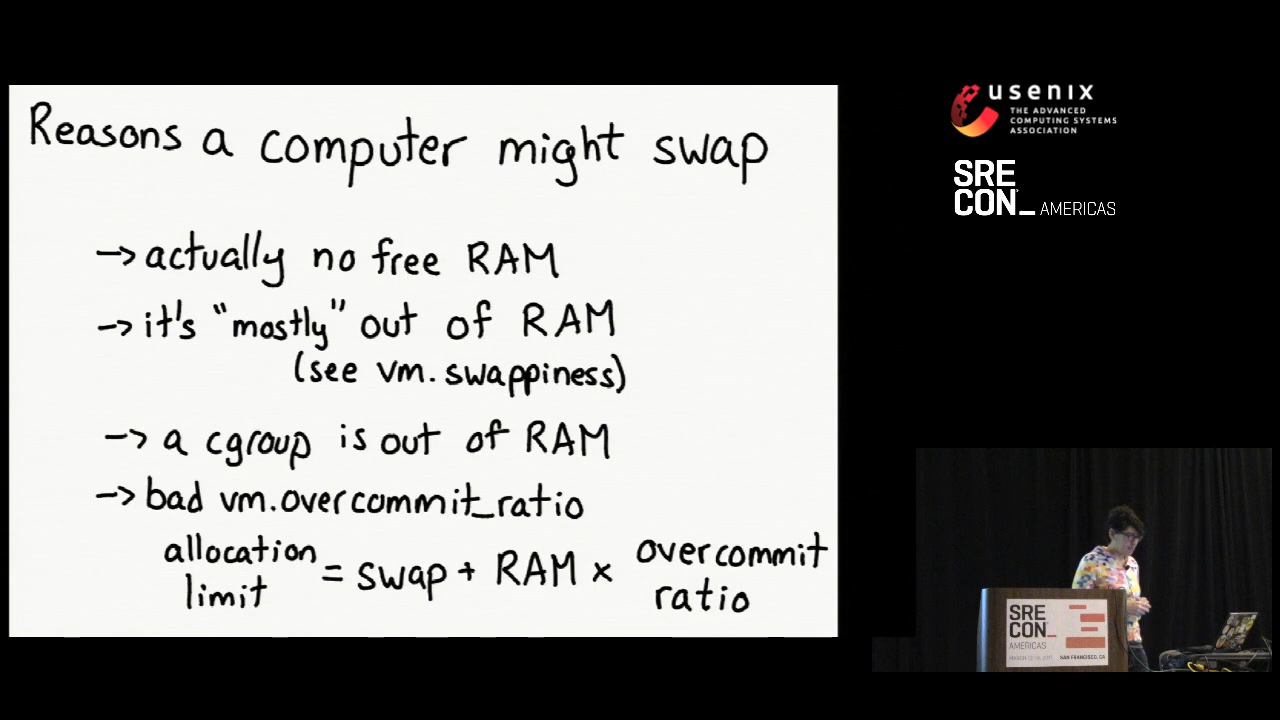 Reasons a computer might swap
→ actually no free RAM
→ it's "mostly" out of RAM
(see vm.swappiness)
→ a cgroup is out of RAM
→ bad vm.overcommit_ratio
allocation limit = swap + RAM × overcommit ratio
usenix
THE ADVANCED
COMPUTING SYSTEMS
ASSOCIATION
SRE
CON_ AMERICAS
SRE
CON_
AMERICAS
SAN FRANCISCO, CA